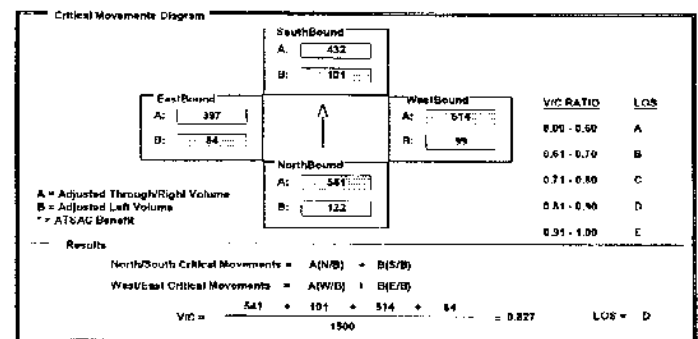 Critical Movements Diagram
SouthBound
A: 432
B: 101
EastBound
A: 397
B: 84
WestBound
A: 514
B: 99
NorthBound
A: 541
B: 122
V/C RATIO LOS
0.00 - 0.60 A
0.61 - 0.70 B
0.71 - 0.80 C
0.81 - 0.90 D
0.91 - 1.00 E
A = Adjusted Through/Right Volume
B = Adjusted Left Volume
* = ATSAC Benefit
Results
North/South Critical Movements = A(N/B) + B(S/B)
West/East Critical Movements = A(W/B) + B(E/B)
541 + 101 + 514 + 84
V/C = = 0.827 LOS = D
1500